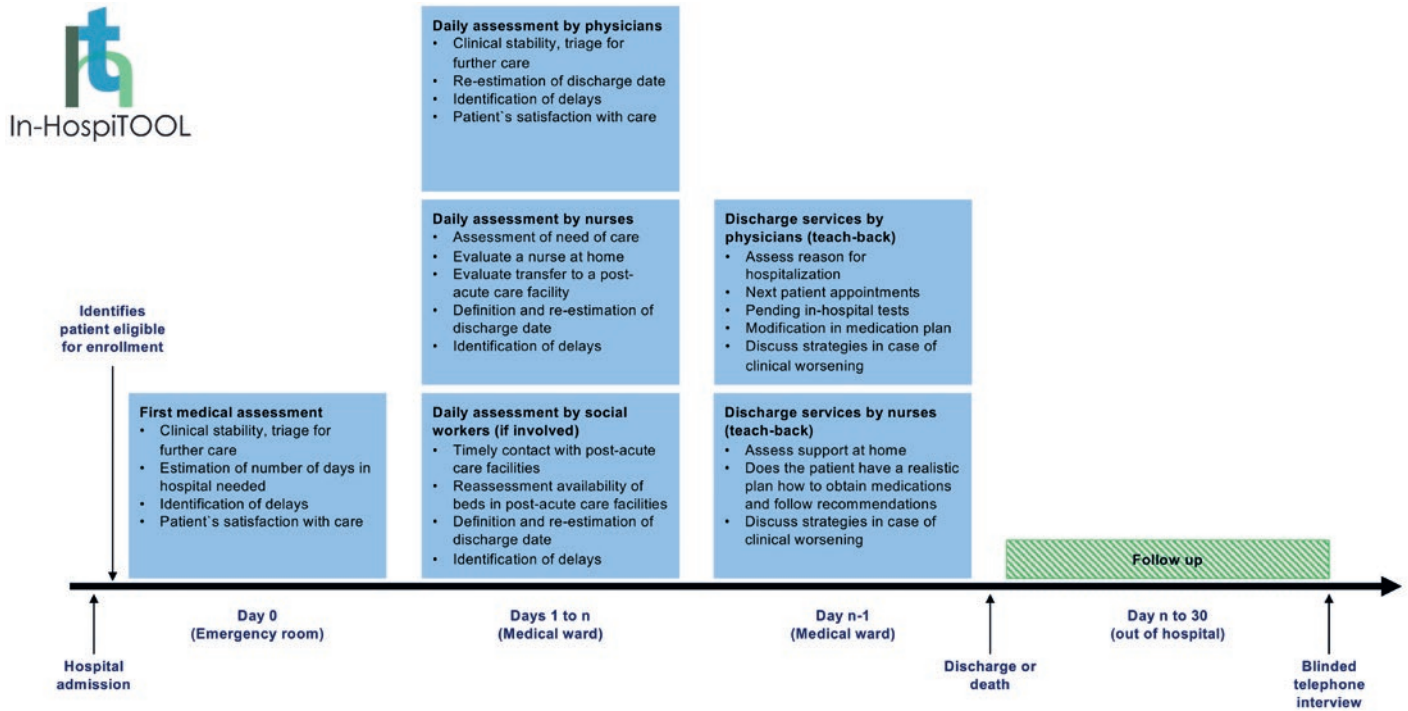 In-HospiTOOL
Daily assessment by physicians
• Clinical stability, triage for
further care
• Re-estimation of discharge date
• Identification of delays
• Patient`s satisfaction with care
Daily assessment by nurses
• Assessment of need of care
• Evaluate a nurse at home
• Evaluate transfer to a post-
acute care facility
• Definition and re-estimation of
discharge date
• Identification of delays
Discharge services by
physicians (teach-back)
• Assess reason for
hospitalization
• Next patient appointments
• Pending in-hospital tests
• Modification in medication plan
• Discuss strategies in case of
clinical worsening
Identifies
patient eligible
for enrollment
First medical assessment
• Clinical stability, triage for
further care
• Estimation of number of days in
hospital needed
• Identification of delays
• Patient`s satisfaction with care
Daily assessment by social
workers (if involved)
• Timely contact with post-acute
care facilities
• Reassessment availability of
beds in post-acute care facilities
• Definition and re-estimation of
discharge date
• Identification of delays
Discharge services by nurses
(teach-back)
• Assess support at home
• Does the patient have a realistic
plan how to obtain medications
and follow recommendations
• Discuss strategies in case of
clinical worsening
Follow up
Day 0
(Emergency room)
Days 1 to n
(Medical ward)
Day n-1
(Medical ward)
Day n to 30
(out of hospital)
Hospital
admission
Discharge or
death
Blinded
telephone
interview